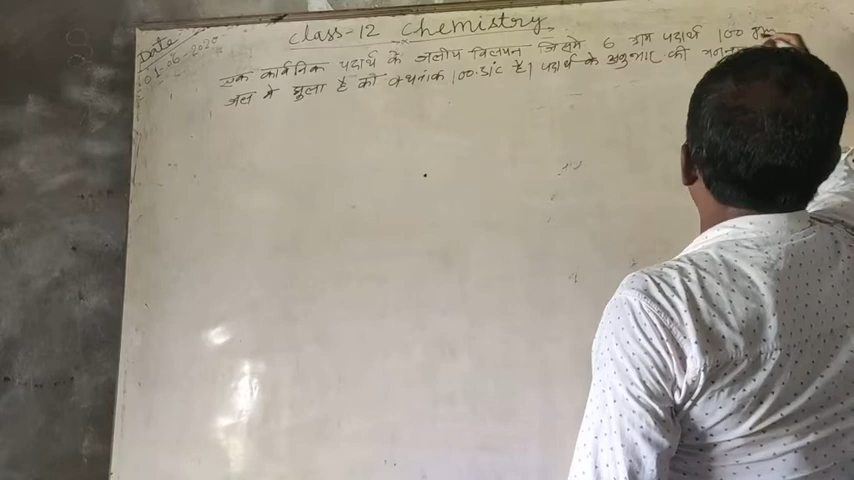 Class-12 Chemistry
Date
01-06-2020
एक कार्बनिक पदार्थ के जलीय विलयन जिसमे 6 ग्राम पदार्थ 100 ग्राम
जल मे घुला है का क्वथनांक 100.51°C है। पदार्थ के अणुभार की गणना